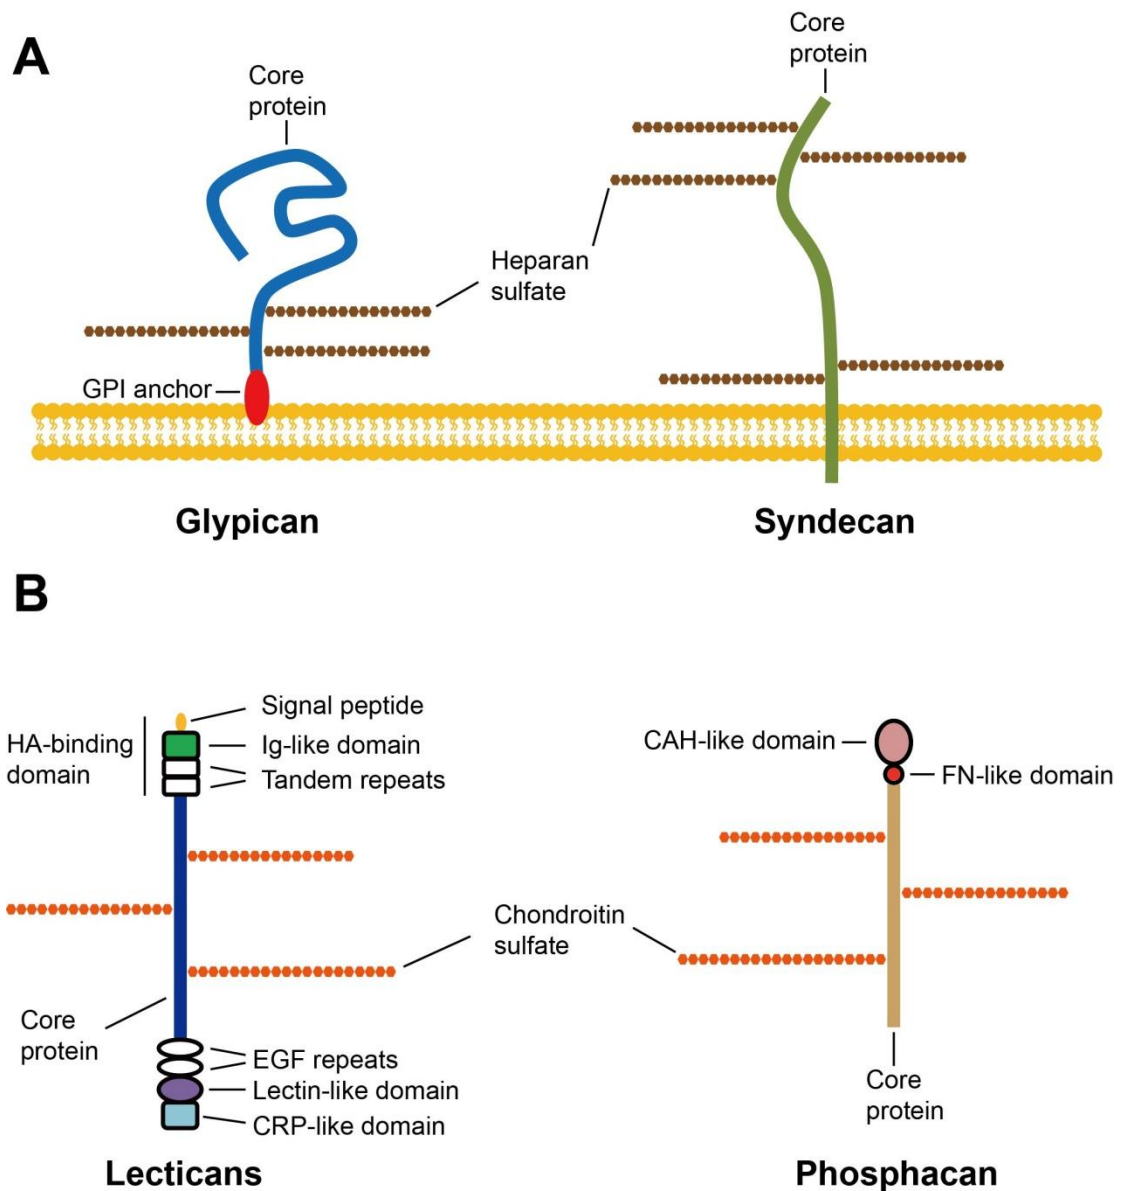 A
Core
protein
Core
protein
Heparan
sulfate
GPI anchor
Glypican
Syndecan
B
Signal peptide
HA-binding
domain
Ig-like domain
Tandem repeats
CAH-like domain
FN-like domain
Chondroitin
sulfate
Core
protein
EGF repeats
Lectin-like domain
CRP-like domain
Core
protein
Lecticans
Phosphacan